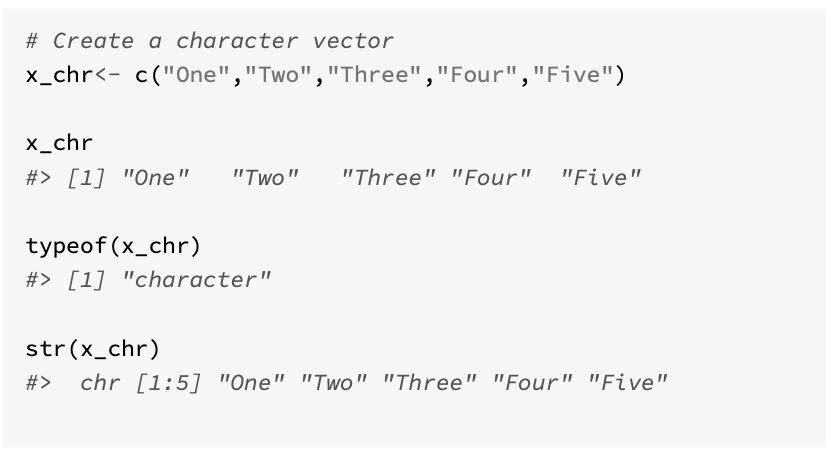 # Create a character vector
x_chr<- c("One","Two","Three","Four","Five")
x_chr
#> [1] "One"   "Two"   "Three" "Four"  "Five"
typeof(x_chr)
#> [1] "character"
str(x_chr)
#>  chr [1:5] "One" "Two" "Three" "Four" "Five"